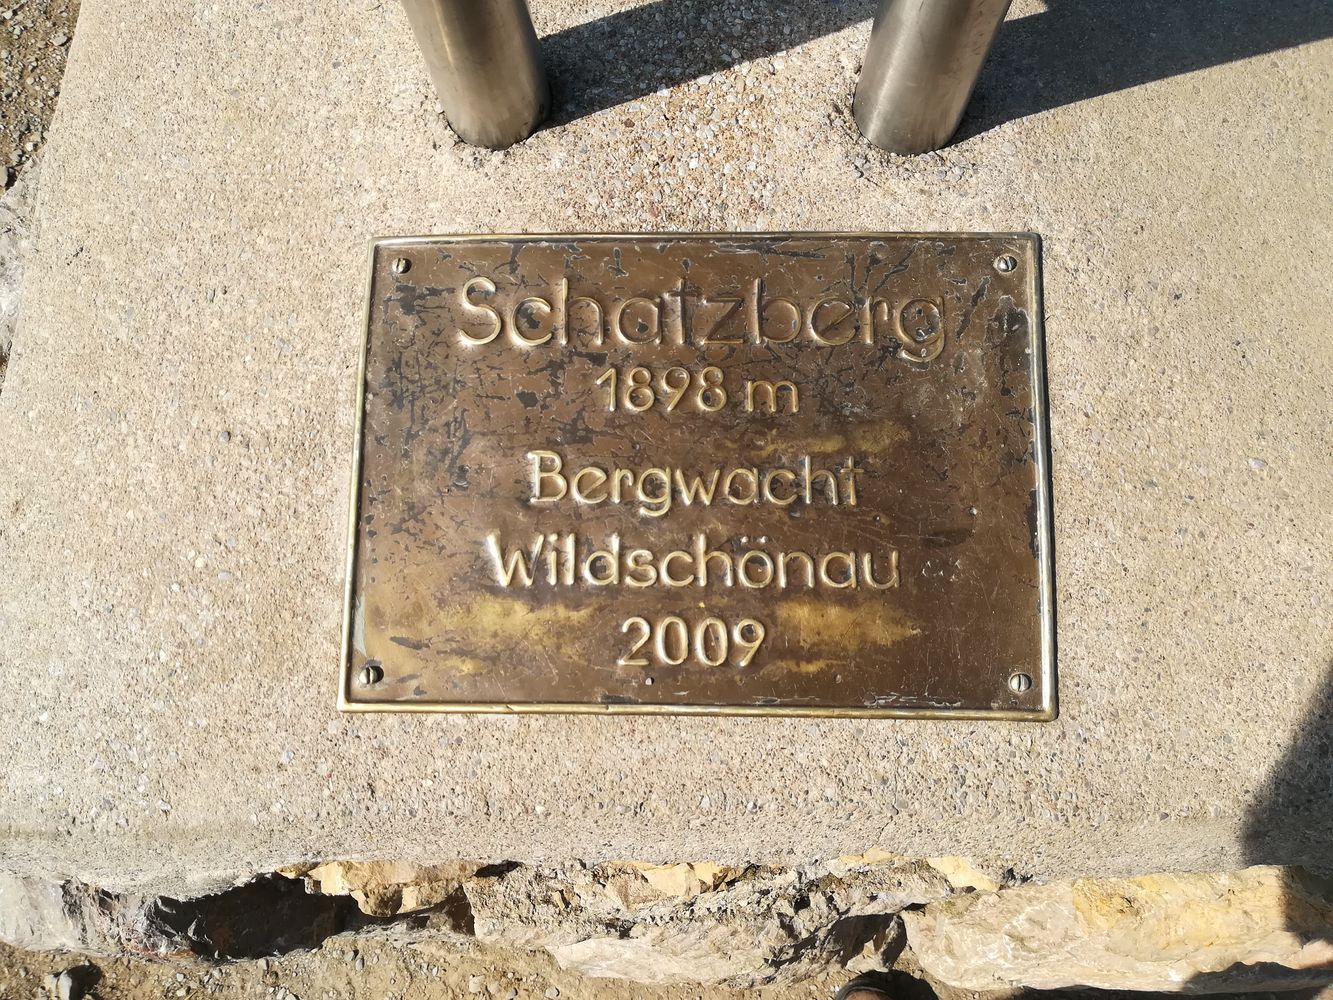 Schatzberg
1898 m
Bergwacht
Wildschönau
2009